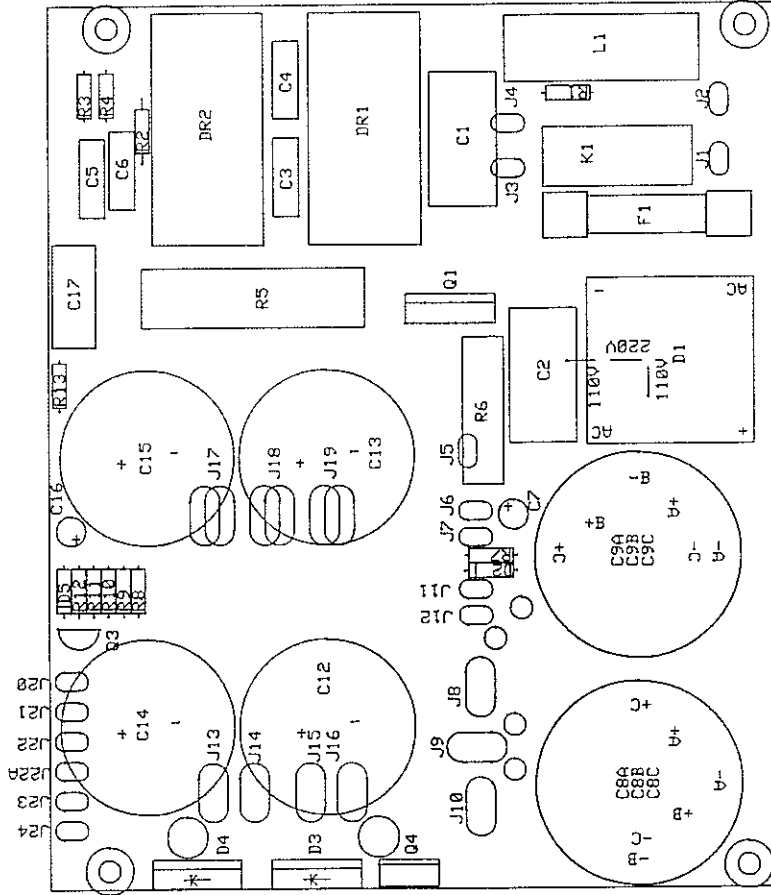 R3
R4
R2
C5
C6
C17
DR2
C4
C3
DR1
C1
J4
J3
L1
K1
J2
J1
F1
R5
Q1
R13
C16
+
+
C15
-
J17
J18
+
J19
-
C13
J5
R6
C2
-
AC
220V
110V
110V
D1
AC
+
J6
J7
+
C7
D2
J11
J12
-B
+A
+B
C+
C9A
C9B
C9C
-C
-A
D5
R12
R11
R10
R9
R8
Q3
J20
J21
J22
J22A
J23
J24
+
C14
-
C12
J13
J14
+
J15
J16
-
J8
J9
J10
+C
+A
C8A
C8B
C8C
-A
+B
-C
-B
D4
K
D3
K
Q4